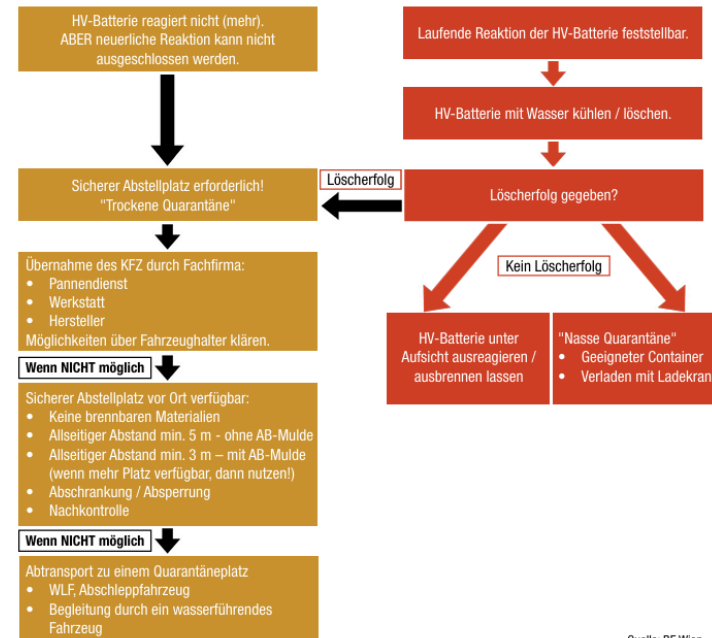 HV-Batterie reagiert nicht (mehr).
ABER neuerliche Reaktion kann nicht
ausgeschlossen werden.
Sicherer Abstellplatz erforderlich!
"Trockene Quarantäne"
Übernahme des KFZ durch Fachfirma:
• Pannendienst
• Werkstatt
• Hersteller
Möglichkeiten über Fahrzeughalter klären.
Wenn NICHT möglich
Sicherer Abstellplatz vor Ort verfügbar:
• Keine brennbaren Materialien
• Allseitiger Abstand min. 5 m - ohne AB-Mulde
• Allseitiger Abstand min. 3 m – mit AB-Mulde
(wenn mehr Platz verfügbar, dann nutzen!)
• Abschrankung / Absperrung
• Nachkontrolle
Wenn NICHT möglich
Abtransport zu einem Quarantäneplatz
• WLF, Abschleppfahrzeug
• Begleitung durch ein wasserführendes
Fahrzeug
Laufende Reaktion der HV-Batterie feststellbar.
HV-Batterie mit Wasser kühlen / löschen.
Löscherfolg
Löscherfolg gegeben?
Kein Löscherfolg
HV-Batterie unter
Aufsicht ausreagieren /
ausbrennen lassen
"Nasse Quarantäne"
• Geeigneter Container
• Verladen mit Ladekran